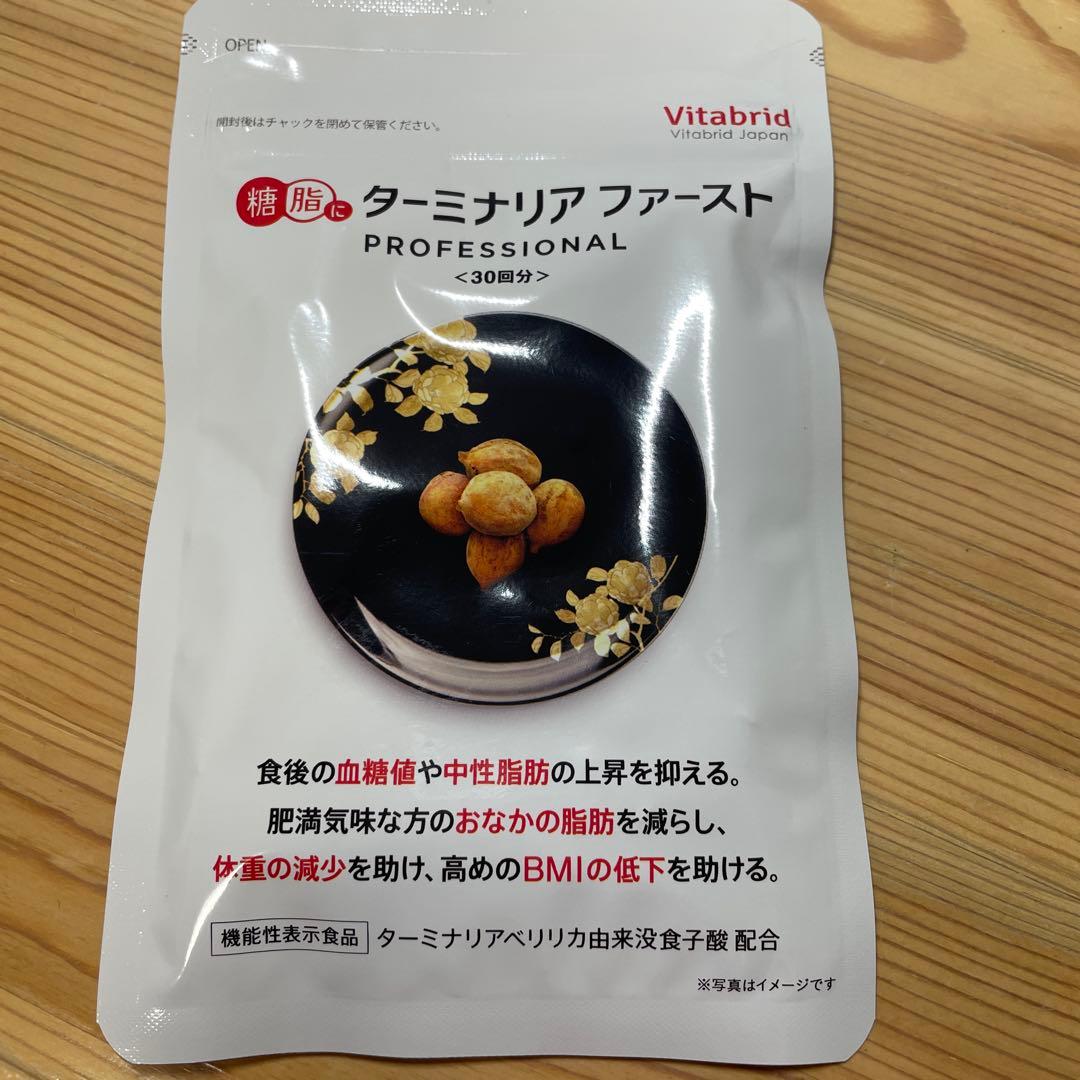 OPEN
開封後はチャックを閉めて保管ください。
Vitabrid
Vitabrid Japan
糖脂に ターミナリア ファースト
PROFESSIONAL
<30回分>
食後の血糖値や中性脂肪の上昇を抑える。
肥満気味な方のおなかの脂肪を減らし、
体重の減少を助け、高めのBMIの低下を助ける。
機能性表示食品 ターミナリアベリリカ由来没食子酸 配合
※写真はイメージです